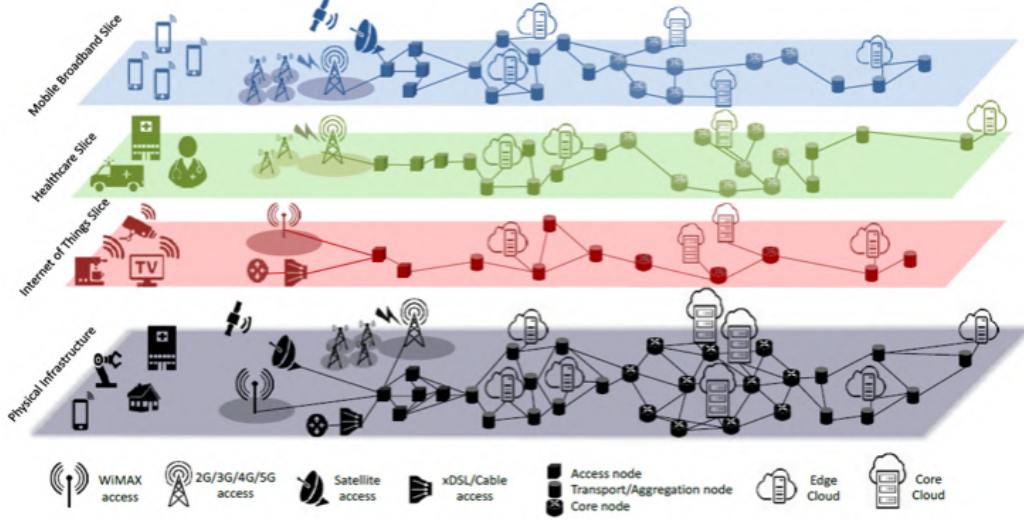 Mobile Broadband Slice
Healthcare Slice
Internet of Things Slice
TV
Physical Infrastructure
WiMAX
access
2G/3G/4G/5G
access
Satellite
access
xDSL/Cable
access
Access node
Transport/Aggregation node
Core node
Edge
Cloud
Core
Cloud